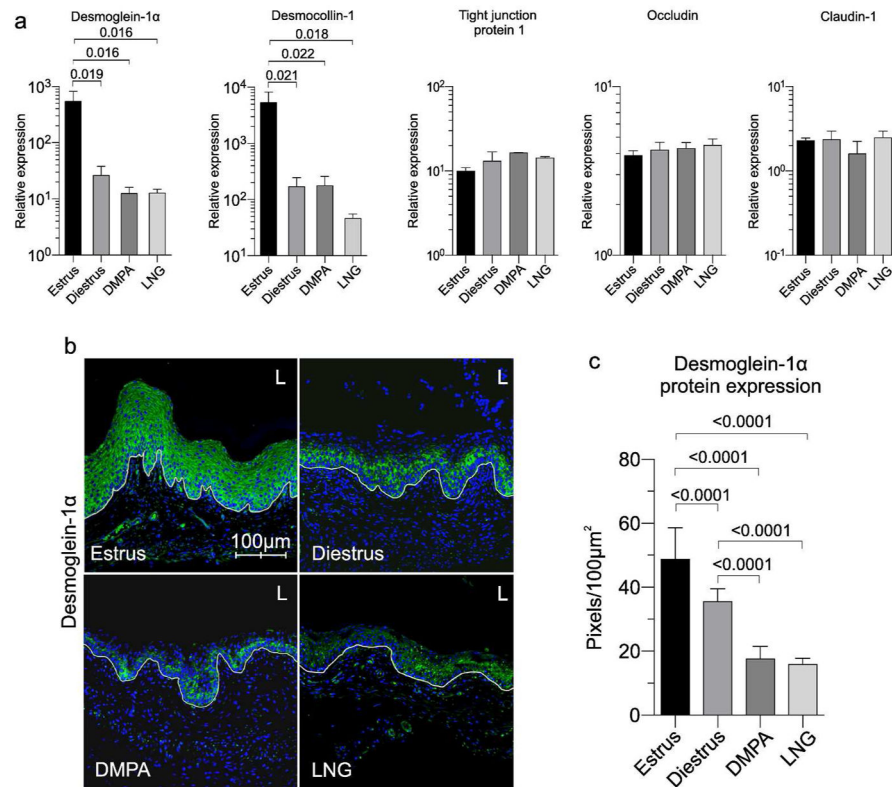 a
Desmoglein-1α
0.016
0.016
0.019
Relative expression
10³
10²
10¹
10⁰
Estrus
Diestrus
DMPA
LNG
Desmocollin-1
0.018
0.022
0.021
Relative expression
10⁴
10³
10²
10¹
Estrus
Diestrus
DMPA
LNG
Tight junction
protein 1
Relative expression
10²
10¹
10⁰
Estrus
Diestrus
DMPA
LNG
Occludin
Relative expression
10¹
10⁰
Estrus
Diestrus
DMPA
LNG
Claudin-1
Relative expression
10¹
10⁰
10⁻¹
Estrus
Diestrus
DMPA
LNG
b
Desmoglein-1α
L
Estrus
100µm
L
Diestrus
L
DMPA
L
LNG
c
Desmoglein-1α
protein expression
<0.0001
<0.0001
<0.0001
<0.0001
<0.0001
Pixels/100µm²
80
60
40
20
0
Estrus
Diestrus
DMPA
LNG